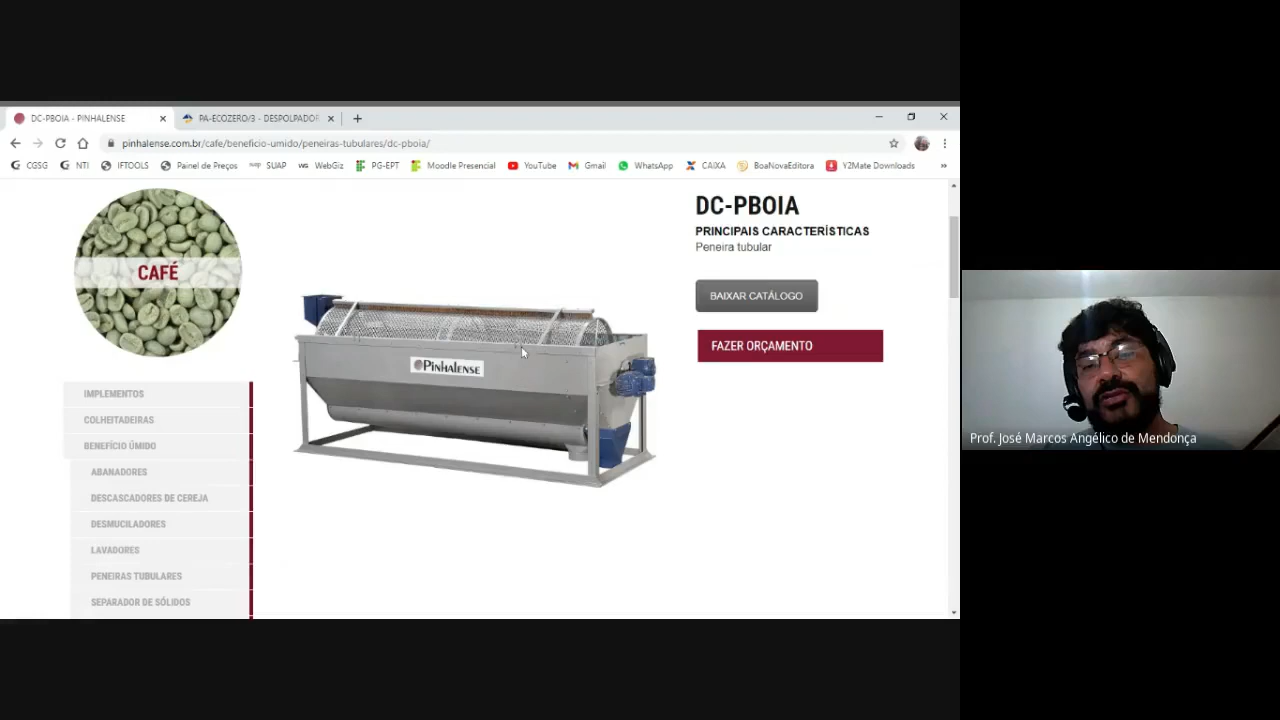 DC-PBOIA - PINHALENSE
PA-ECOZERO/3 - DESPOLPADOR
pinhalense.com.br/cafe/beneficio-umido/peneiras-tubulares/dc-pboia/
CGSG NTI IFTOOLS Painel de Preços SUAP WebGiz PG-EPT Moodle Presencial YouTube Gmail WhatsApp CAIXA BoaNovaEditora Y2Mate Downloads
CAFÉ
IMPLEMENTOS
COLHEITADEIRAS
BENEFÍCIO ÚMIDO
ABANADORES
DESCASCADORES DE CEREJA
DESMUCILADORES
LAVADORES
PENEIRAS TUBULARES
SEPARADOR DE SÓLIDOS
PINHALENSE
DC-PBOIA
PRINCIPAIS CARACTERÍSTICAS
Peneira tubular
BAIXAR CATÁLOGO
FAZER ORÇAMENTO
Prof. José Marcos Angélico de Mendonça